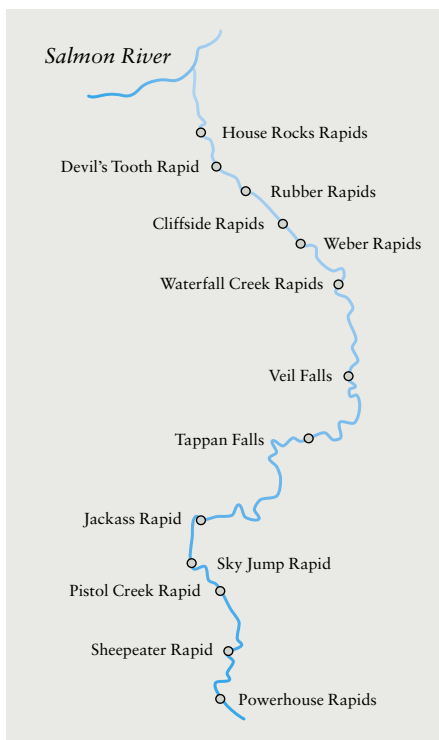 Salmon River
House Rocks Rapids
Devil's Tooth Rapid
Rubber Rapids
Cliffside Rapids
Weber Rapids
Waterfall Creek Rapids
Veil Falls
Tappan Falls
Jackass Rapid
Sky Jump Rapid
Pistol Creek Rapid
Sheepeater Rapid
Powerhouse Rapids